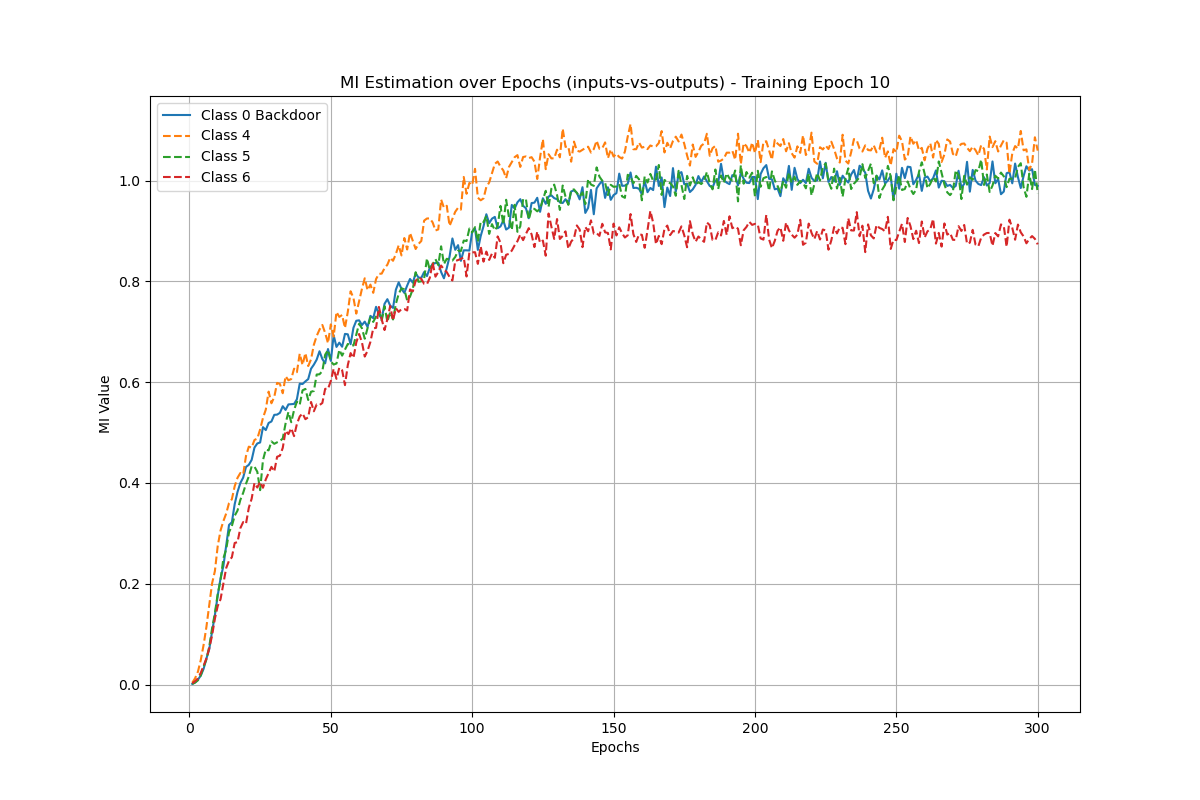 MI Estimation over Epochs (inputs-vs-outputs) - Training Epoch 10
Class 0 Backdoor
Class 4
Class 5
Class 6
MI Value
1.0
0.8
0.6
0.4
0.2
0.0
0 50 100 150 200 250 300
Epochs